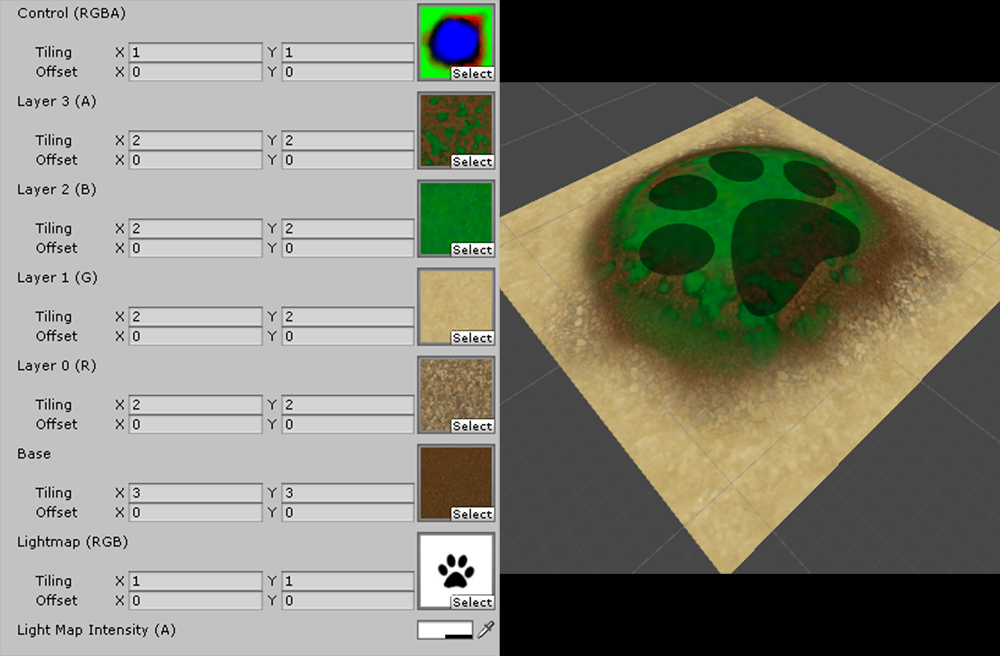 Control (RGBA)
Tiling X 1 Y 1
Offset X 0 Y 0
Select
Layer 3 (A)
Tiling X 2 Y 2
Offset X 0 Y 0
Select
Layer 2 (B)
Tiling X 2 Y 2
Offset X 0 Y 0
Select
Layer 1 (G)
Tiling X 2 Y 2
Offset X 0 Y 0
Select
Layer 0 (R)
Tiling X 2 Y 2
Offset X 0 Y 0
Select
Base
Tiling X 3 Y 3
Offset X 0 Y 0
Select
Lightmap (RGB)
Tiling X 1 Y 1
Offset X 0 Y 0
Select
Light Map Intensity (A)